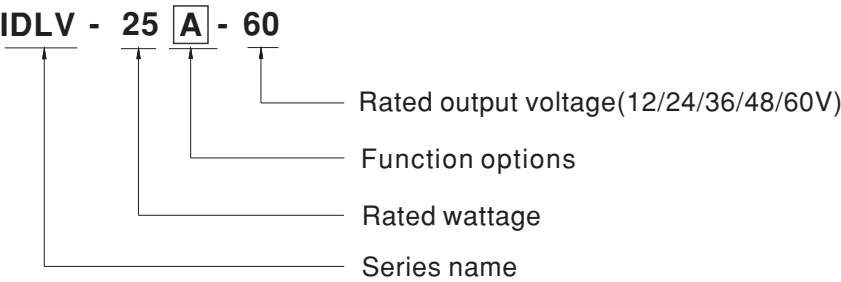 IDLV - 25 A - 60
Rated output voltage(12/24/36/48/60V)
Function options
Rated wattage
Series name